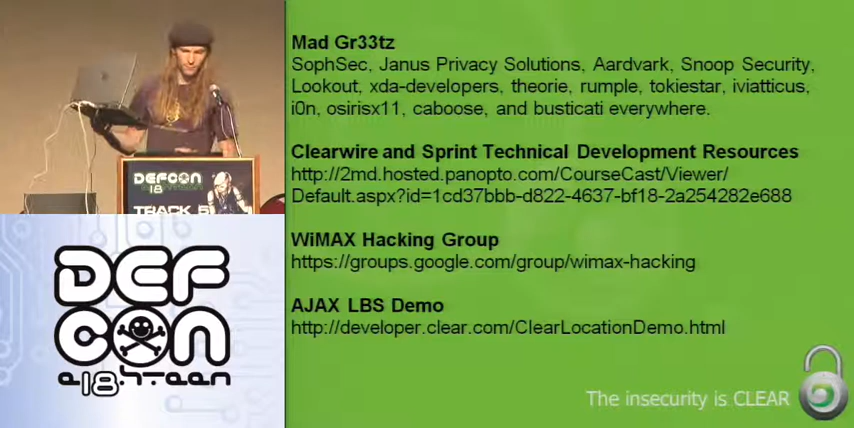 Mad Gr33tz
SophSec, Janus Privacy Solutions, Aardvark, Snoop Security,
Lookout, xda-developers, theorie, rumple, tokiestar, iviatticus,
i0n, osirisx11, caboose, and busticati everywhere.
Clearwire and Sprint Technical Development Resources
http://2md.hosted.panopto.com/CourseCast/Viewer/
Default.aspx?id=1cd37bbb-d822-4637-bf18-2a254282e688
WiMAX Hacking Group
https://groups.google.com/group/wimax-hacking
AJAX LBS Demo
http://developer.clear.com/ClearLocationDemo.html
The insecurity is CLEAR
DEFCON
18
TRACK 5
DEF
CON
e18hteen